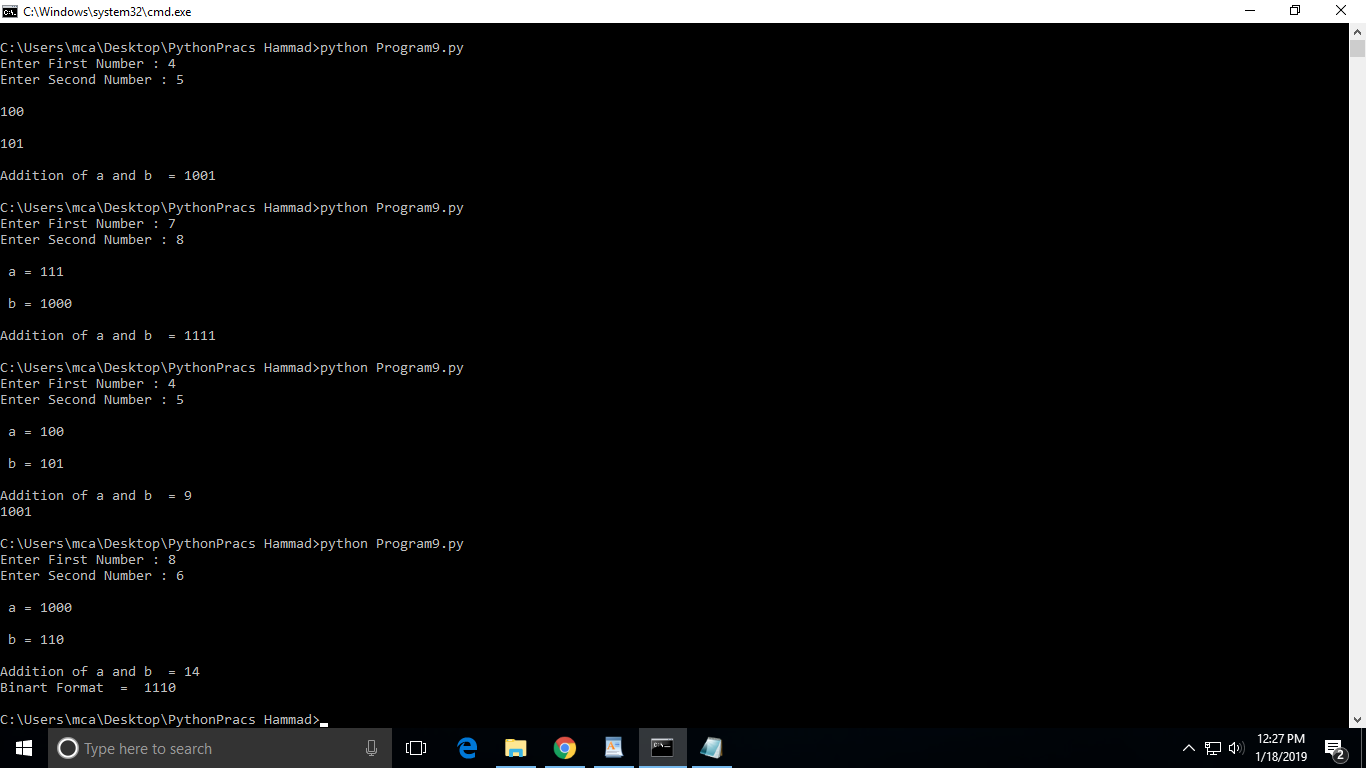 C:\Windows\system32\cmd.exe
C:\Users\mca\Desktop\PythonPracs Hammad>python Program9.py
Enter First Number : 4
Enter Second Number : 5
100
101
Addition of a and b  = 1001
C:\Users\mca\Desktop\PythonPracs Hammad>python Program9.py
Enter First Number : 7
Enter Second Number : 8
a = 111
b = 1000
Addition of a and b  = 1111
C:\Users\mca\Desktop\PythonPracs Hammad>python Program9.py
Enter First Number : 4
Enter Second Number : 5
a = 100
b = 101
Addition of a and b  = 9
1001
C:\Users\mca\Desktop\PythonPracs Hammad>python Program9.py
Enter First Number : 8
Enter Second Number : 6
a = 1000
b = 110
Addition of a and b  = 14
Binart Format  =  1110
C:\Users\mca\Desktop\PythonPracs Hammad>
Type here to search
12:27 PM
1/18/2019
2